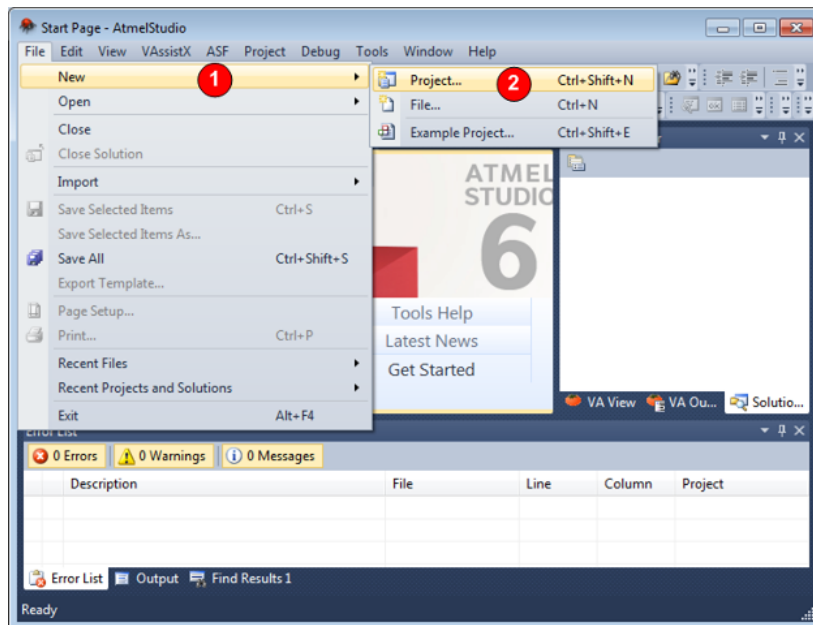 Start Page - AtmelStudio
File Edit View VAssistX ASF Project Debug Tools Window Help
New 1
Project... 2 Ctrl+Shift+N
Open
File... Ctrl+N
Close
Example Project... Ctrl+Shift+E
Close Solution
Import
Save Selected Items Ctrl+S
Save Selected Items As...
Save All Ctrl+Shift+S
Export Template...
Page Setup...
Print... Ctrl+P
Recent Files
Recent Projects and Solutions
Exit Alt+F4
ATMEL
STUDIO
6
Tools Help
Latest News
Get Started
VA View VA Ou... Solutio...
Error List
0 Errors 0 Warnings 0 Messages
Description File Line Column Project
Error List Output Find Results 1
Ready